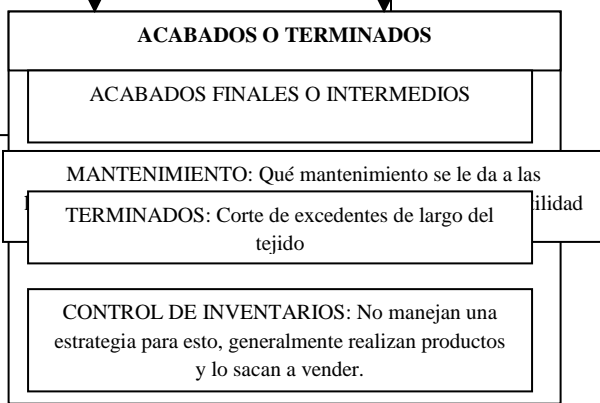 ACABADOS O TERMINADOS
ACABADOS FINALES O INTERMEDIOS
MANTENIMIENTO: Qué mantenimiento se le da a las
TERMINADOS: Corte de excedentes de largo del
tejido
CONTROL DE INVENTARIOS: No manejan una
estrategia para esto, generalmente realizan productos
y lo sacan a vender.